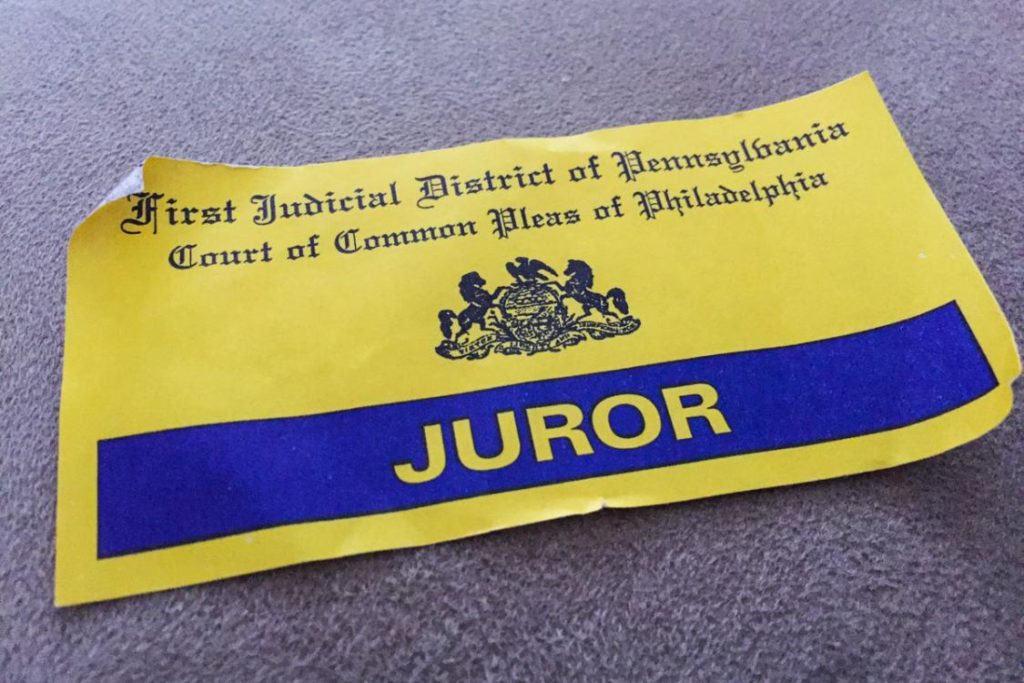 First Judicial District of Pennsylvania
Court of Common Pleas of Philadelphia
JUROR